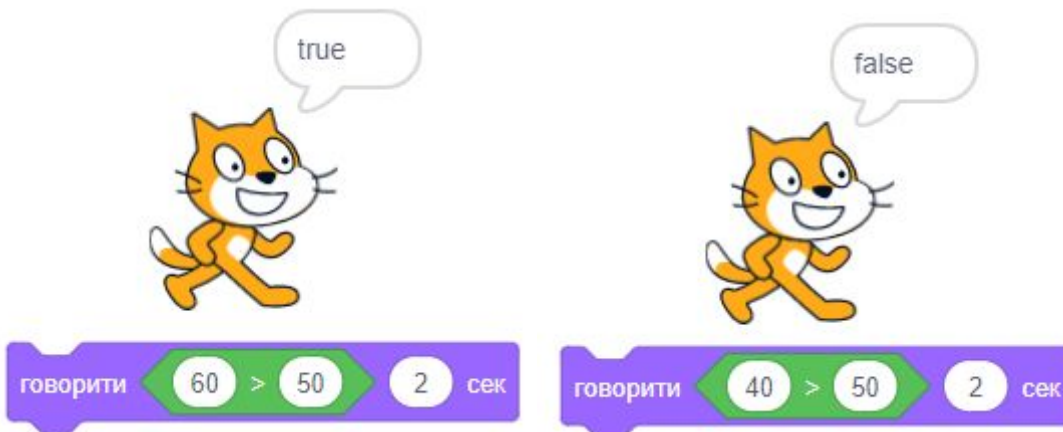 true
false
говорити 60 > 50 2 сек
говорити 40 > 50 2 сек